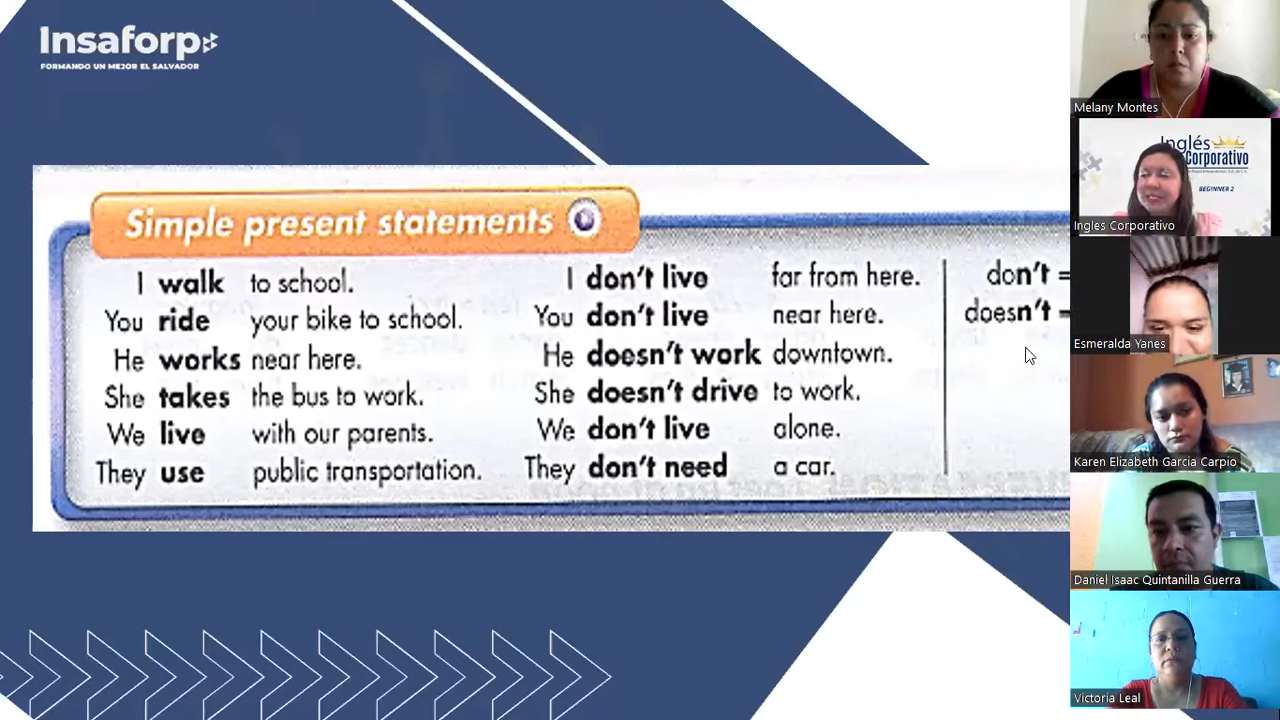 Insaforp
FORMANDO UN MEJOR EL SALVADOR
Simple present statements
I walk to school.
You ride your bike to school.
He works near here.
She takes the bus to work.
We live with our parents.
They use public transportation.
I don't live far from here.
You don't live near here.
He doesn't work downtown.
She doesn't drive to work.
We don't live alone.
They don't need a car.
don't =
doesn't =
Melany Montes
Inglés
Corporativo
BEGINNER 2
Ingles Corporativo
Esmeralda Yanes
Karen Elizabeth Garcia Carpio
Daniel Isaac Quintanilla Guerra
Victoria Leal